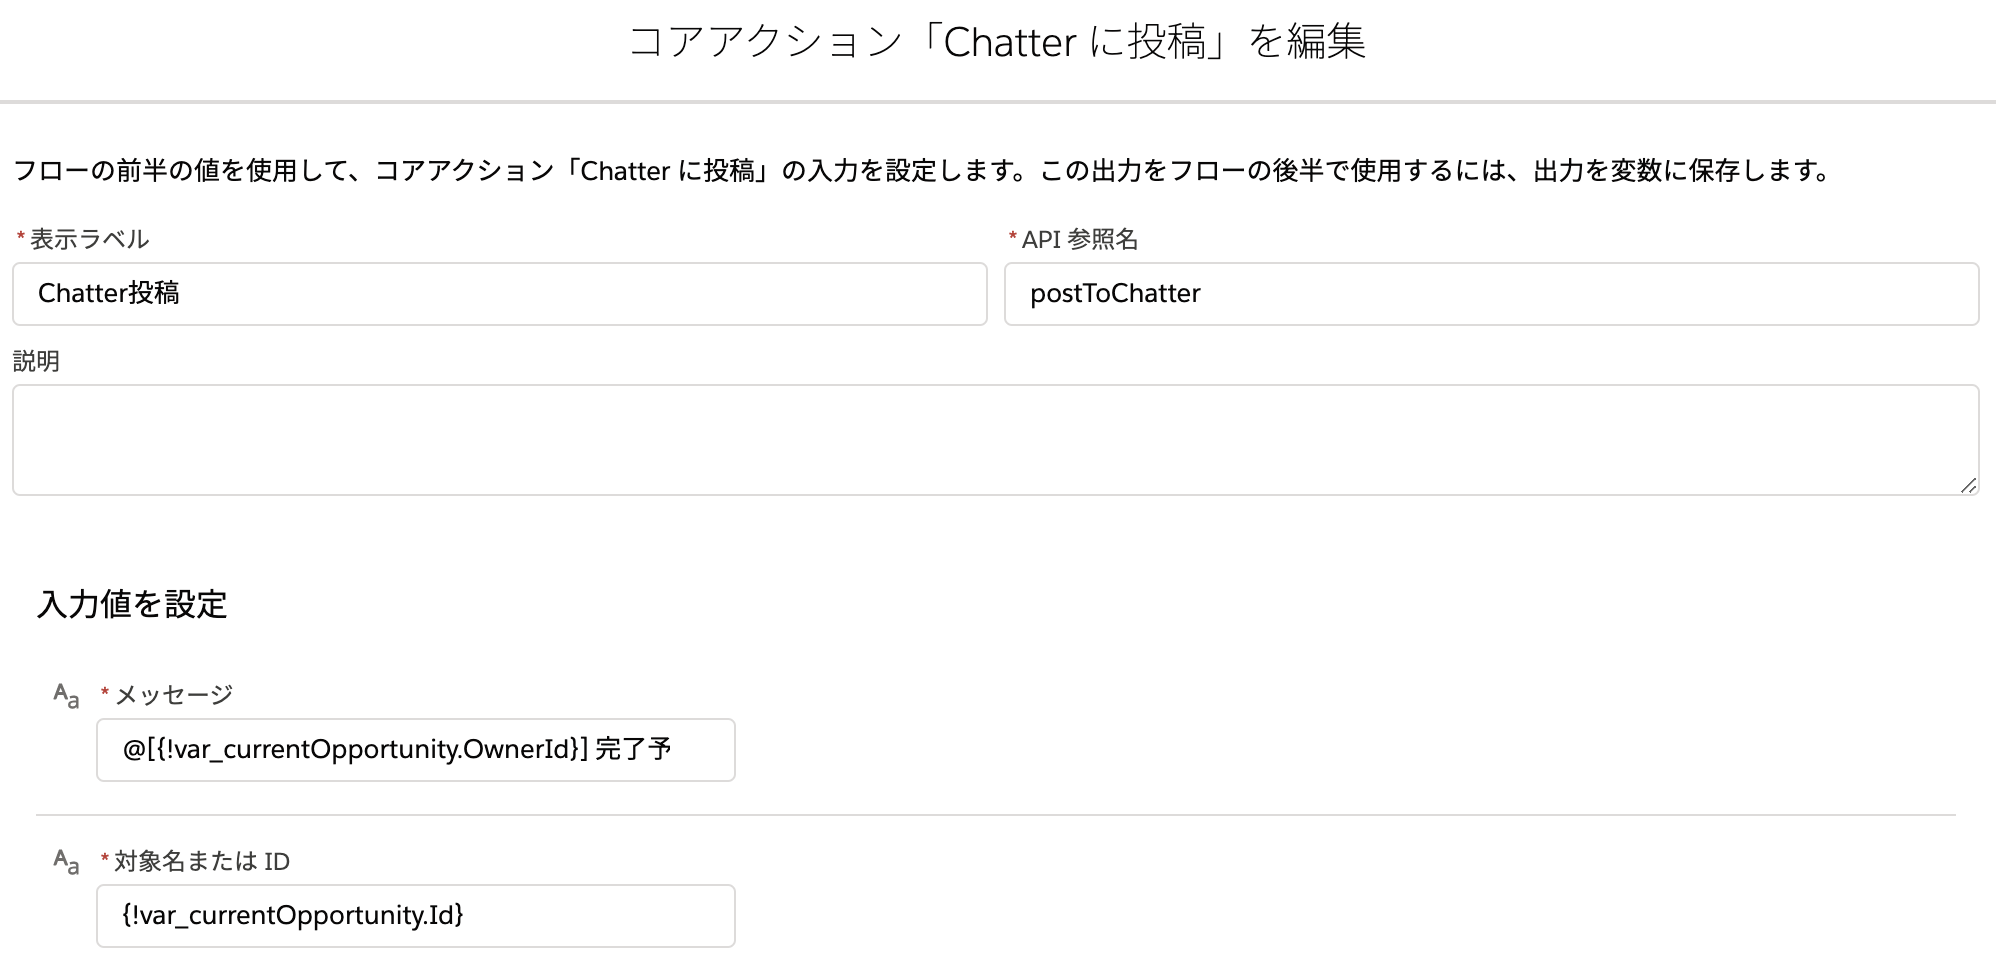 コアアクション「Chatter に投稿」を編集
フローの前半の値を使用して、コアアクション「Chatter に投稿」の入力を設定します。この出力をフローの後半で使用するには、出力を変数に保存します。
* 表示ラベル
* API 参照名
Chatter投稿
postToChatter
説明
入力値を設定
Aa * メッセージ
@[{!var_currentOpportunity.OwnerId}] 完了予
Aa * 対象名または ID
{!var_currentOpportunity.Id}